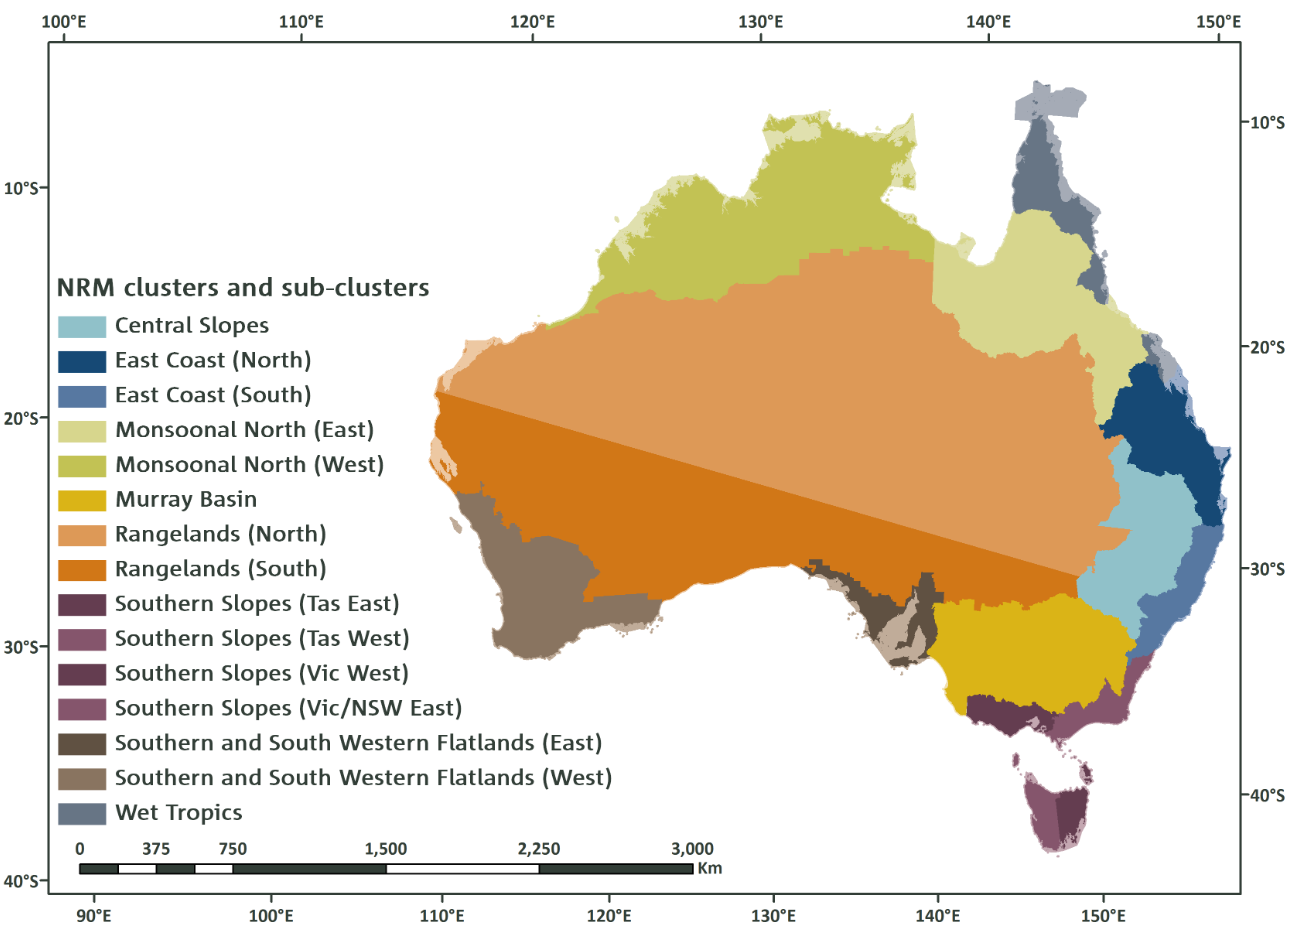 100°E 110°E 120°E 130°E 140°E 150°E
10°S
10°S
20°S
20°S
30°S
30°S
40°S
40°S
NRM clusters and sub-clusters
Central Slopes
East Coast (North)
East Coast (South)
Monsoonal North (East)
Monsoonal North (West)
Murray Basin
Rangelands (North)
Rangelands (South)
Southern Slopes (Tas East)
Southern Slopes (Tas West)
Southern Slopes (Vic West)
Southern Slopes (Vic/NSW East)
Southern and South Western Flatlands (East)
Southern and South Western Flatlands (West)
Wet Tropics
0 375 750 1,500 2,250 3,000
Km
90°E 100°E 110°E 120°E 130°E 140°E 150°E